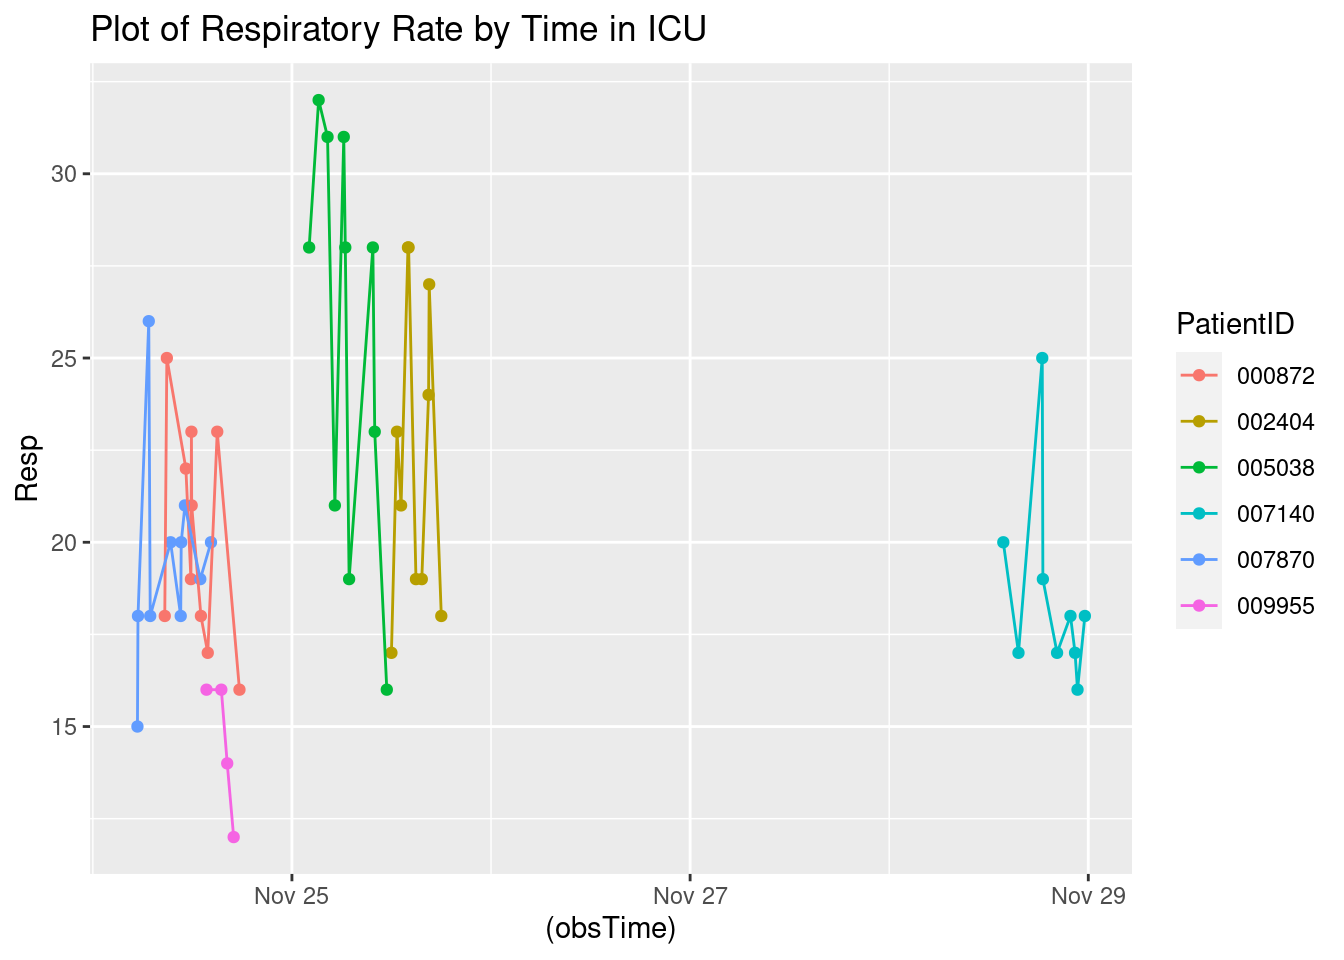 Plot of Respiratory Rate by Time in ICU
Resp
30
25
20
15
Nov 25
Nov 27
Nov 29
(obsTime)
PatientID
000872
002404
005038
007140
007870
009955